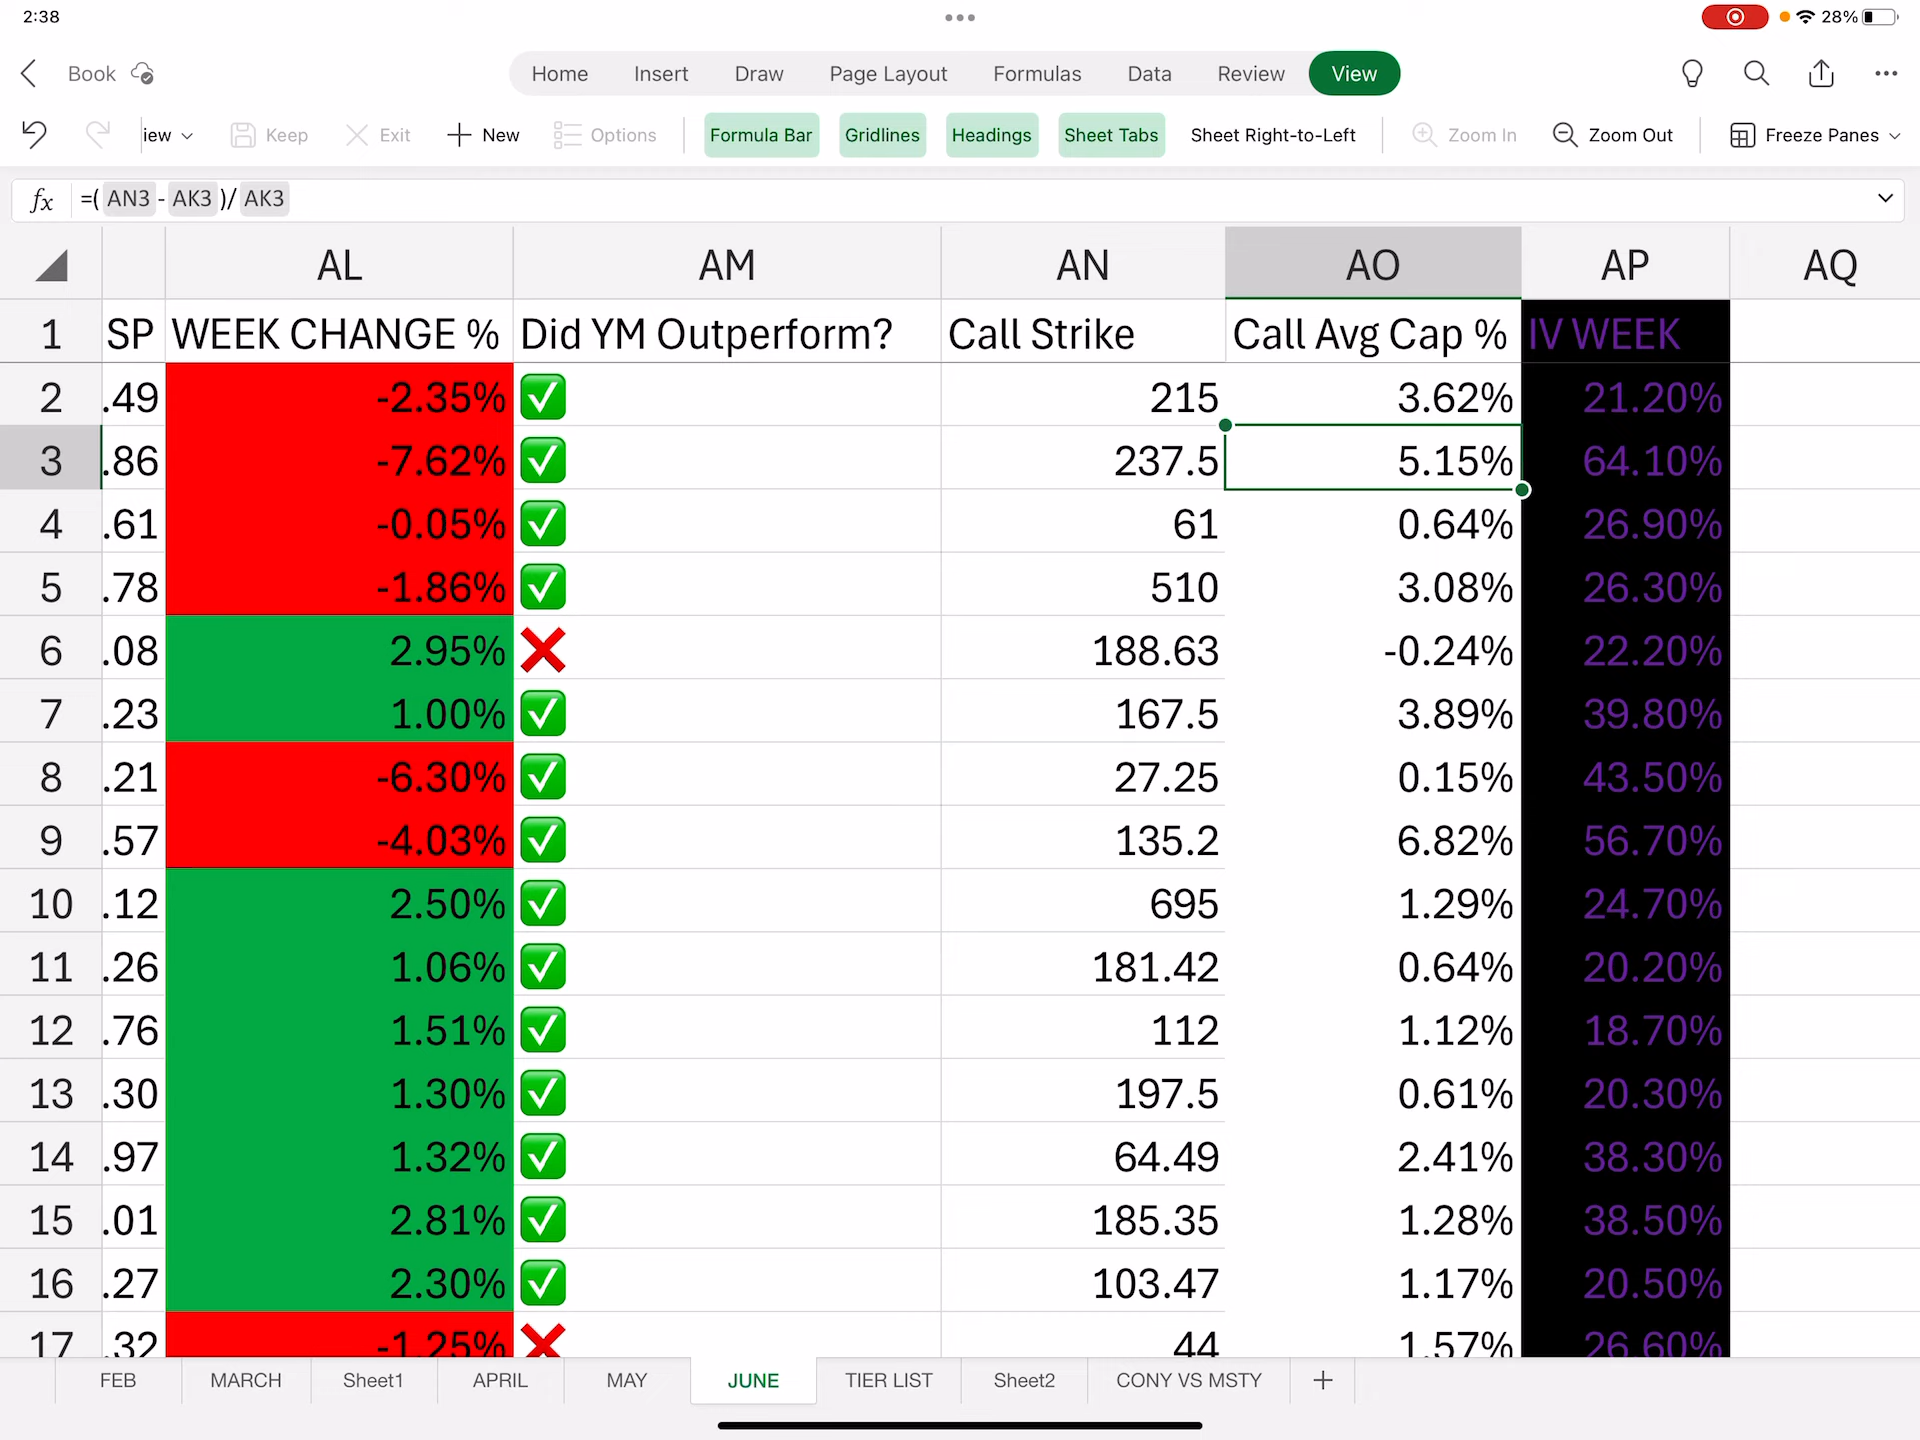 2:38
28%
Book
Home Insert Draw Page Layout Formulas Data Review View
iew Keep Exit New Options Formula Bar Gridlines Headings Sheet Tabs Sheet Right-to-Left Zoom In Zoom Out Freeze Panes
fx =( AN3 - AK3 )/ AK3
AL AM AN AO AP AQ
1 SP WEEK CHANGE % Did YM Outperform? Call Strike Call Avg Cap % IV WEEK
2 .49 -2.35% 215 3.62% 21.20%
3 .86 -7.62% 237.5 5.15% 64.10%
4 .61 -0.05% 61 0.64% 26.90%
5 .78 -1.86% 510 3.08% 26.30%
6 .08 2.95% 188.63 -0.24% 22.20%
7 .23 1.00% 167.5 3.89% 39.80%
8 .21 -6.30% 27.25 0.15% 43.50%
9 .57 -4.03% 135.2 6.82% 56.70%
10 .12 2.50% 695 1.29% 24.70%
11 .26 1.06% 181.42 0.64% 20.20%
12 .76 1.51% 112 1.12% 18.70%
13 .30 1.30% 197.5 0.61% 20.30%
14 .97 1.32% 64.49 2.41% 38.30%
15 .01 2.81% 185.35 1.28% 38.50%
16 .27 2.30% 103.47 1.17% 20.50%
17 .32 -1.25% 44 1.57% 26.60%
FEB MARCH Sheet1 APRIL MAY JUNE TIER LIST Sheet2 CONY VS MSTY